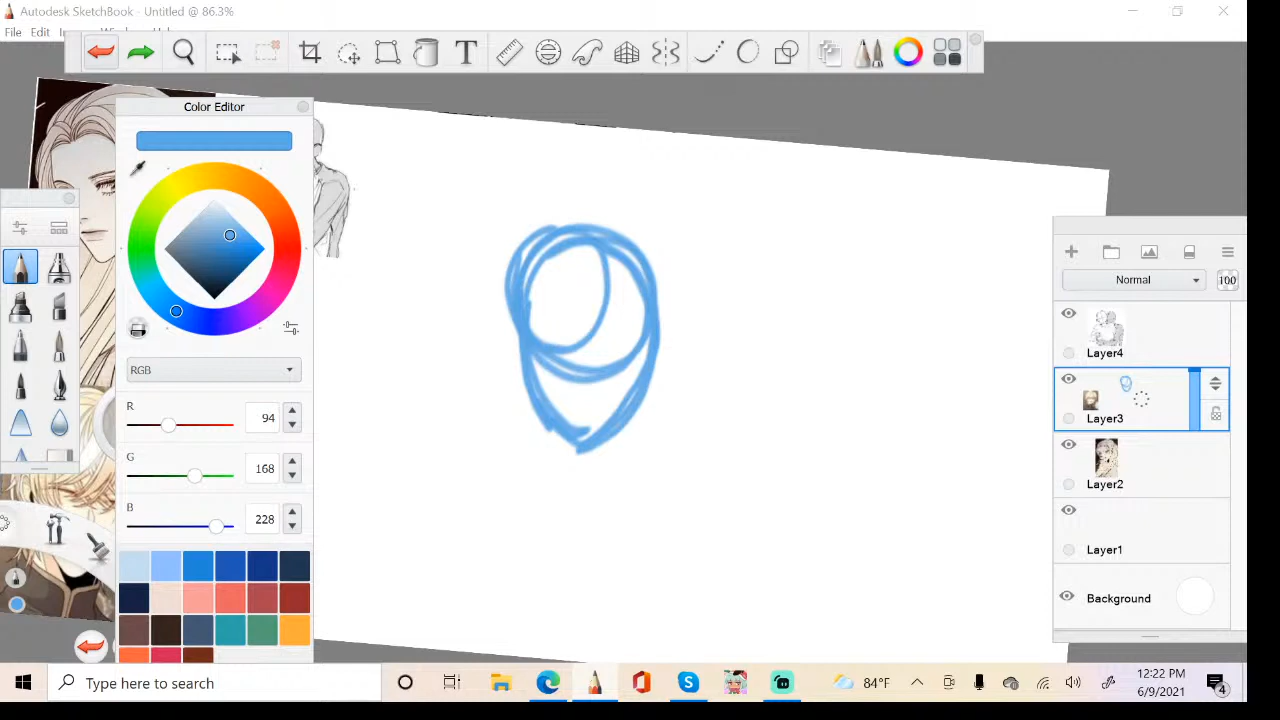 Autodesk SketchBook - Untitled @ 86.3%
File Edit
T
Color Editor
Normal
100
Layer4
RGB
R
94
Layer3
G
168
Layer2
B
228
Layer1
Background
Type here to search
84°F
12:22 PM
6/9/2021
4